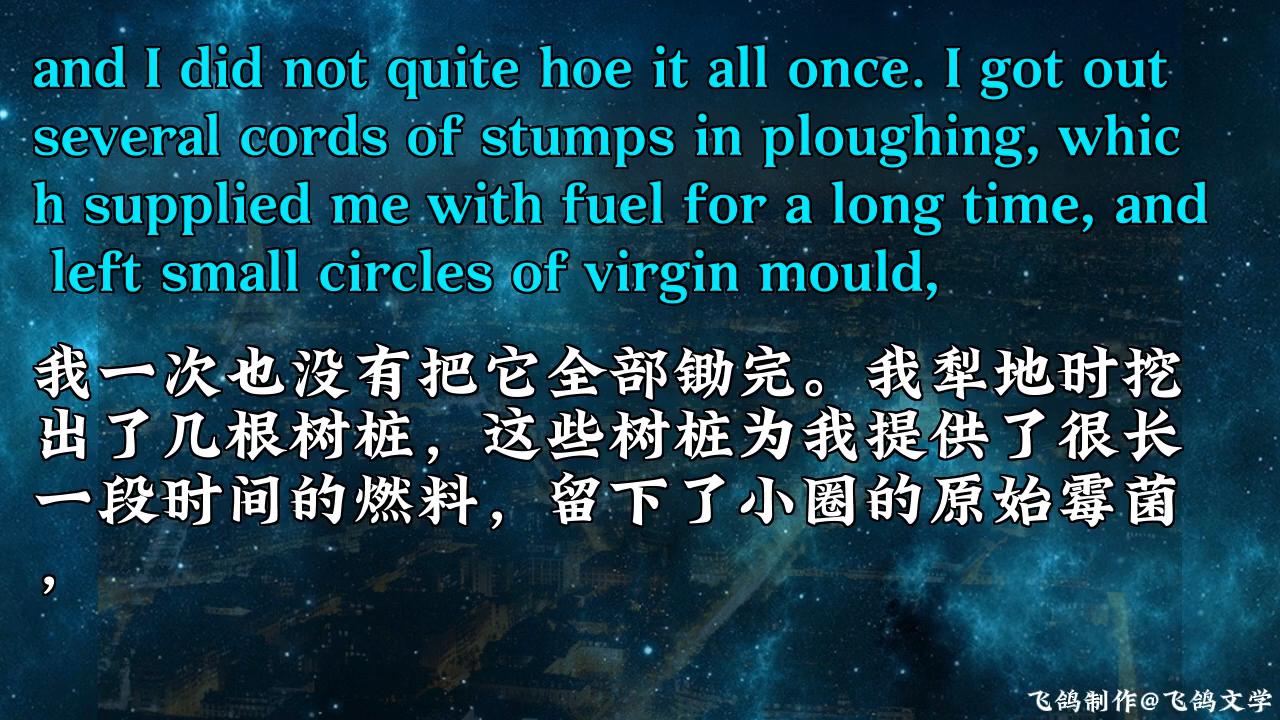 and I did not quite hoe it all once. I got out
several cords of stumps in ploughing, whic
h supplied me with fuel for a long time, and
left small circles of virgin mould,
我一次也没有把它全部锄完。我犁地时挖
出了几根树桩，这些树桩为我提供了很长
一段时间的燃料，留下了小圈的原始霉菌
，
飞鸽制作@飞鸽文学